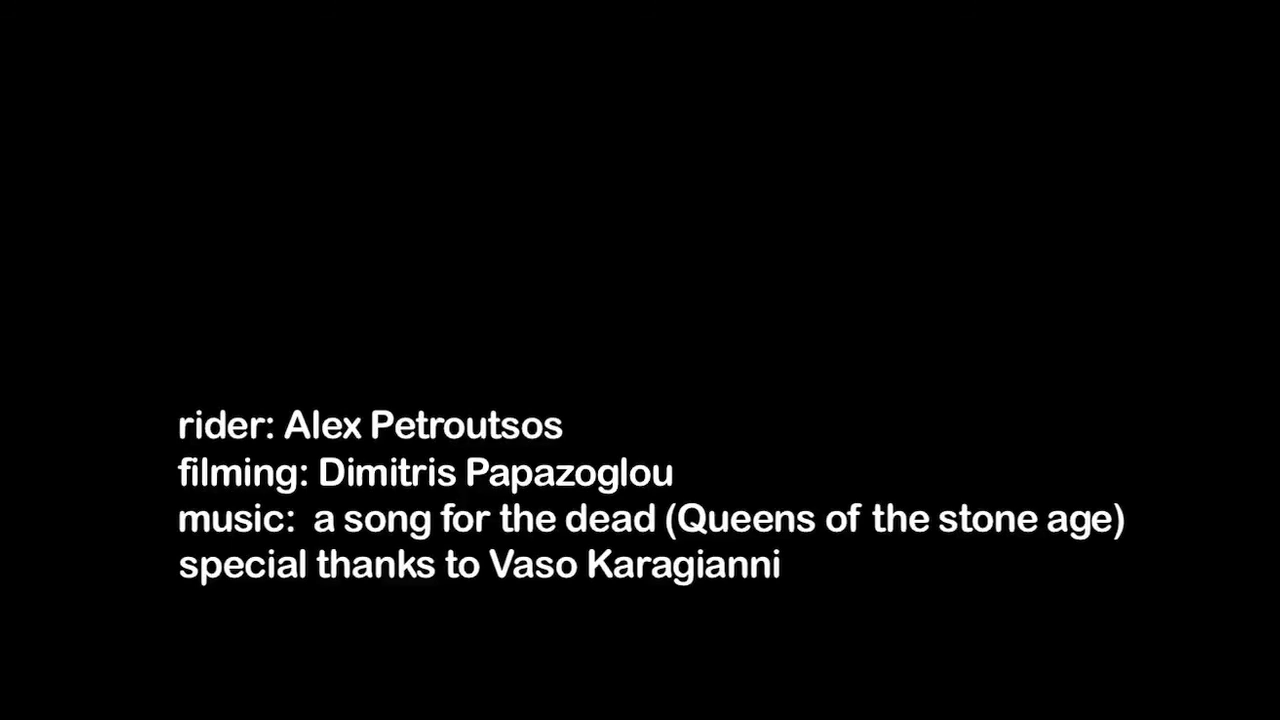 rider: Alex Petroutsos
filming: Dimitris Papazoglou
music:  a song for the dead (Queens of the stone age)
special thanks to Vaso Karagianni